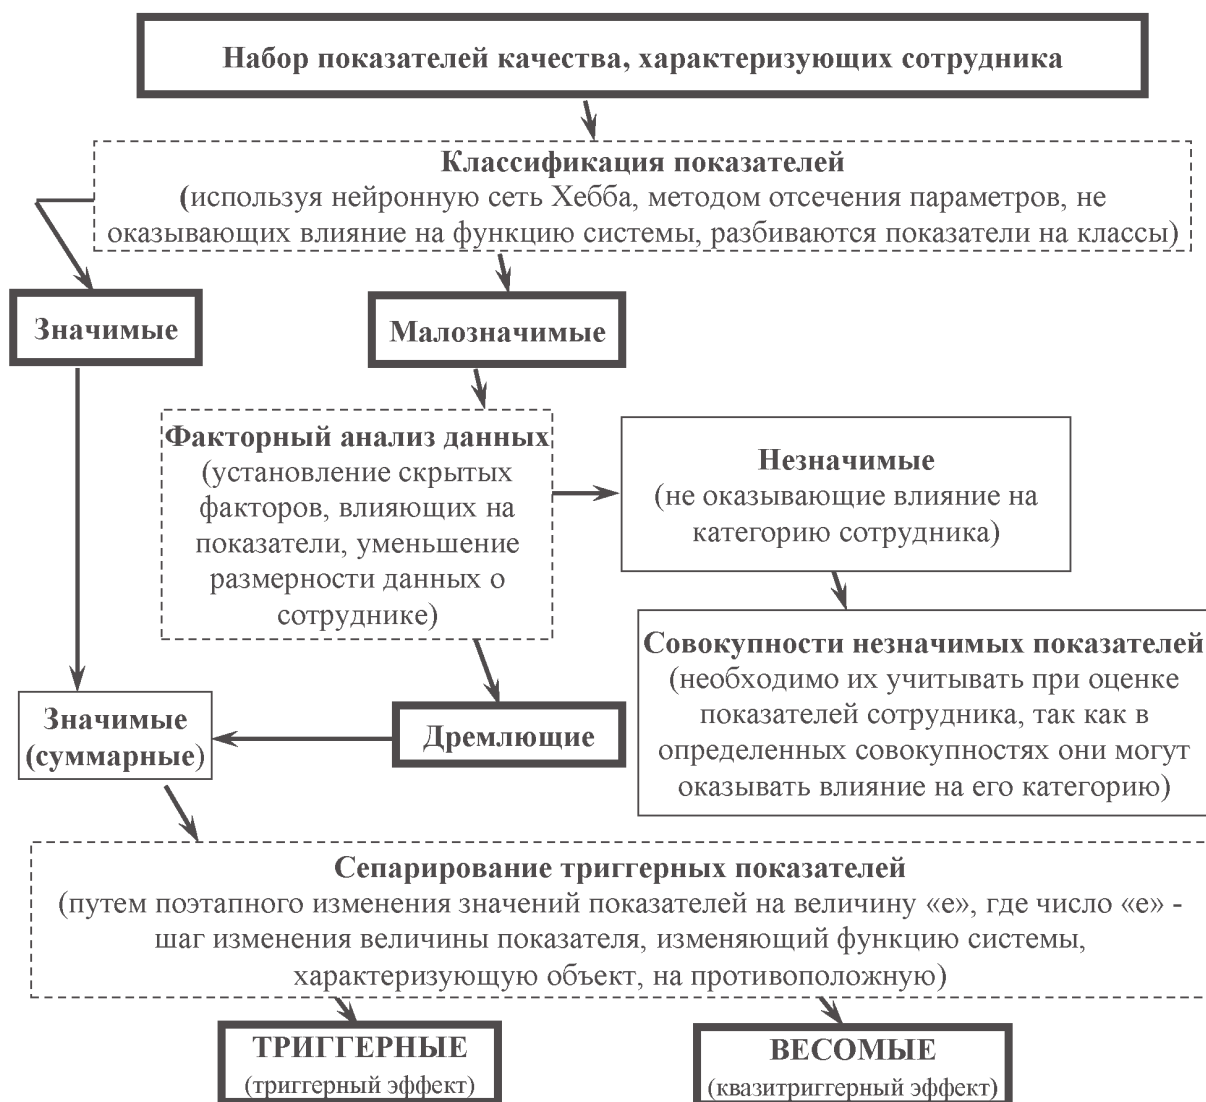 Набор показателей качества, характеризующих сотрудника
Классификация показателей
(используя нейронную сеть Хебба, методом отсечения параметров, не
оказывающих влияние на функцию системы, разбиваются показатели на классы)
Значимые
Малозначимые
Факторный анализ данных
(установление скрытых
факторов, влияющих на
показатели, уменьшение
размерности данных о
сотруднике)
Незначимые
(не оказывающие влияние на
категорию сотрудника)
Совокупности незначимых показателей
(необходимо их учитывать при оценке
показателей сотрудника, так как в
определенных совокупностях они могут
оказывать влияние на его категорию)
Значимые
(суммарные)
Дремлющие
Сепарирование триггерных показателей
(путем поэтапного изменения значений показателей на величину «е», где число «е» -
шаг изменения величины показателя, изменяющий функцию системы,
характеризующую объект, на противоположную)
ТРИГГЕРНЫЕ
(триггерный эффект)
ВЕСОМЫЕ
(квазитриггерный эффект)